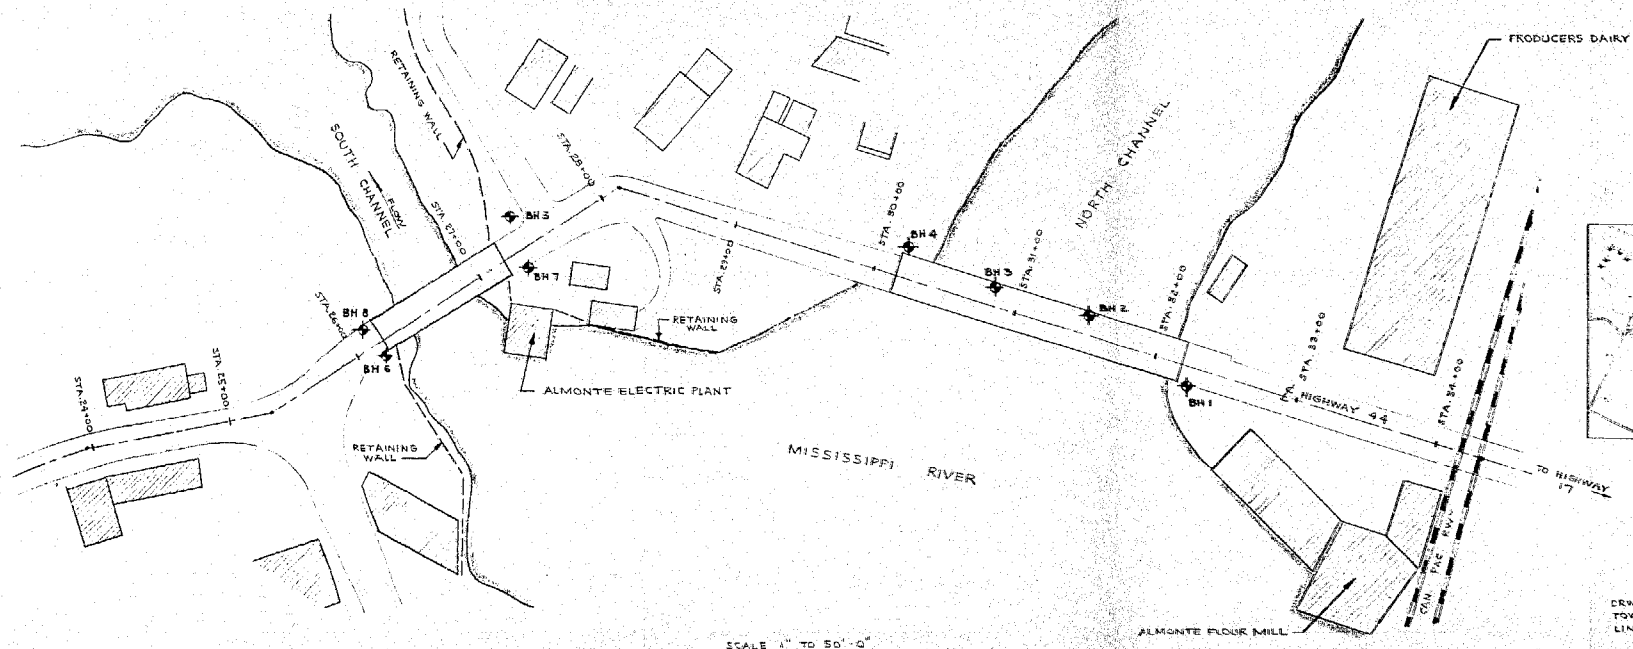 PRODUCERS DAIRY
RETAINING WALL
SOUTH CHANNEL
FLOW
STA. 28+00
NORTH CHANNEL
STA. 27+00
BH 5
STA. 30+00
BH 4
STA. 29+00
BH 7
BH 3
STA. 31+00
STA. 26+00
BH 8
BH 6
RETAINING
WALL
BH 2
STA. 32+00
STA. 33+00
STA. 34+00
STA. 24+00
STA. 25+00
ALMONTE ELECTRIC PLANT
BH 1
HIGHWAY 44
RETAINING
WALL
MISSISSIPPI RIVER
TO HIGHWAY
17
CAN PAC RWY
ALMONTE FLOUR MILL
SCALE 1" TO 50'-0"
TOW
LIN